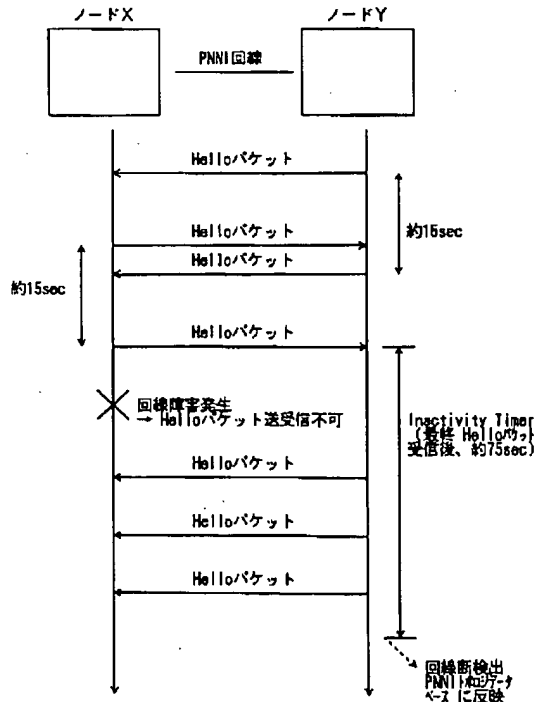 ノードX
ノードY
PNNI回線
Helloパケット
約15sec
Helloパケット
Helloパケット
約15sec
Helloパケット
回線障害発生
→ Helloパケット送受信不可
Inactivity Timer
(最終 Helloパケット
受信後、約75sec)
Helloパケット
Helloパケット
Helloパケット
回線断検出
PNNIトポロジデータ
ベースに反映